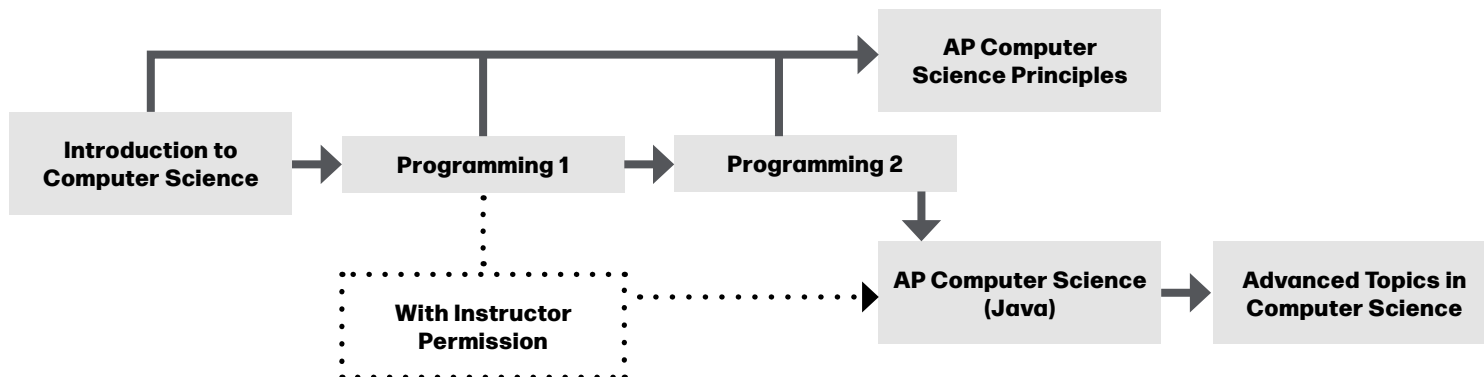 AP Computer
Science Principles
Introduction to
Computer Science
Programming 1
Programming 2
With Instructor
Permission
AP Computer Science
(Java)
Advanced Topics in
Computer Science